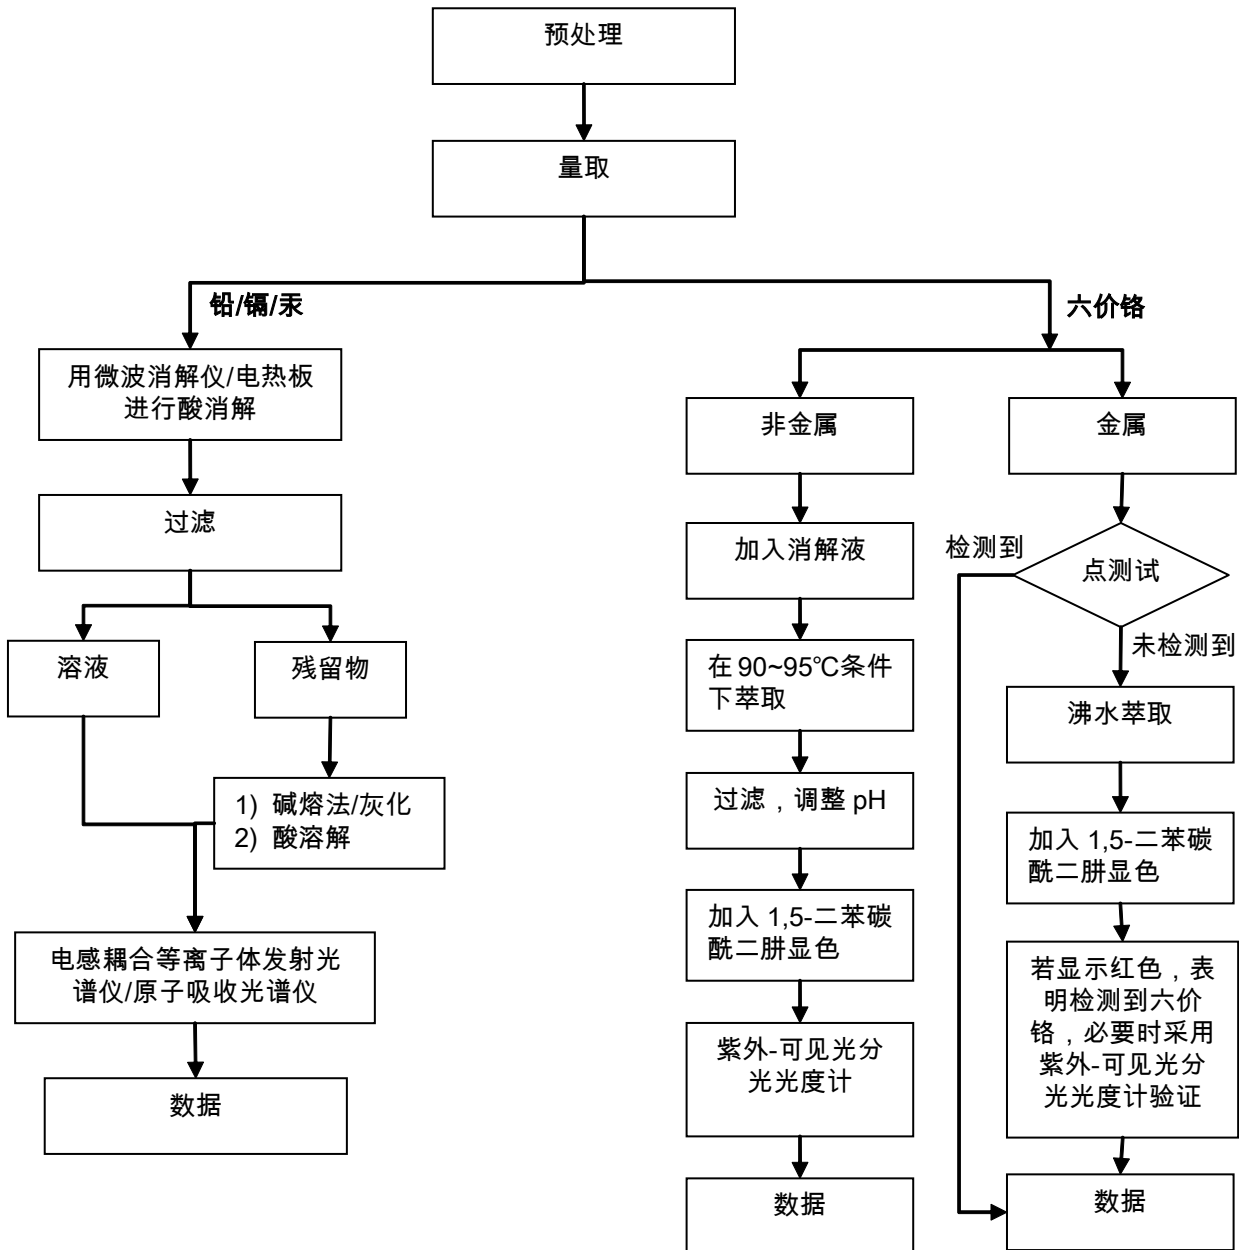 预处理
量取
铅/镉/汞
用微波消解仪/电热板
进行酸消解
过滤
溶液
残留物
1) 碱熔法/灰化
2) 酸溶解
电感耦合等离子体发射光
谱仪/原子吸收光谱仪
数据
六价铬
非金属
加入消解液
在 90~95℃条件
下萃取
过滤，调整 pH
加入 1,5-二苯碳
酰二肼显色
紫外-可见光分
光光度计
数据
金属
点测试
检测到
未检测到
沸水萃取
加入 1,5-二苯碳
酰二肼显色
若显示红色，表
明检测到六价
铬，必要时采用
紫外-可见光分
光光度计验证
数据